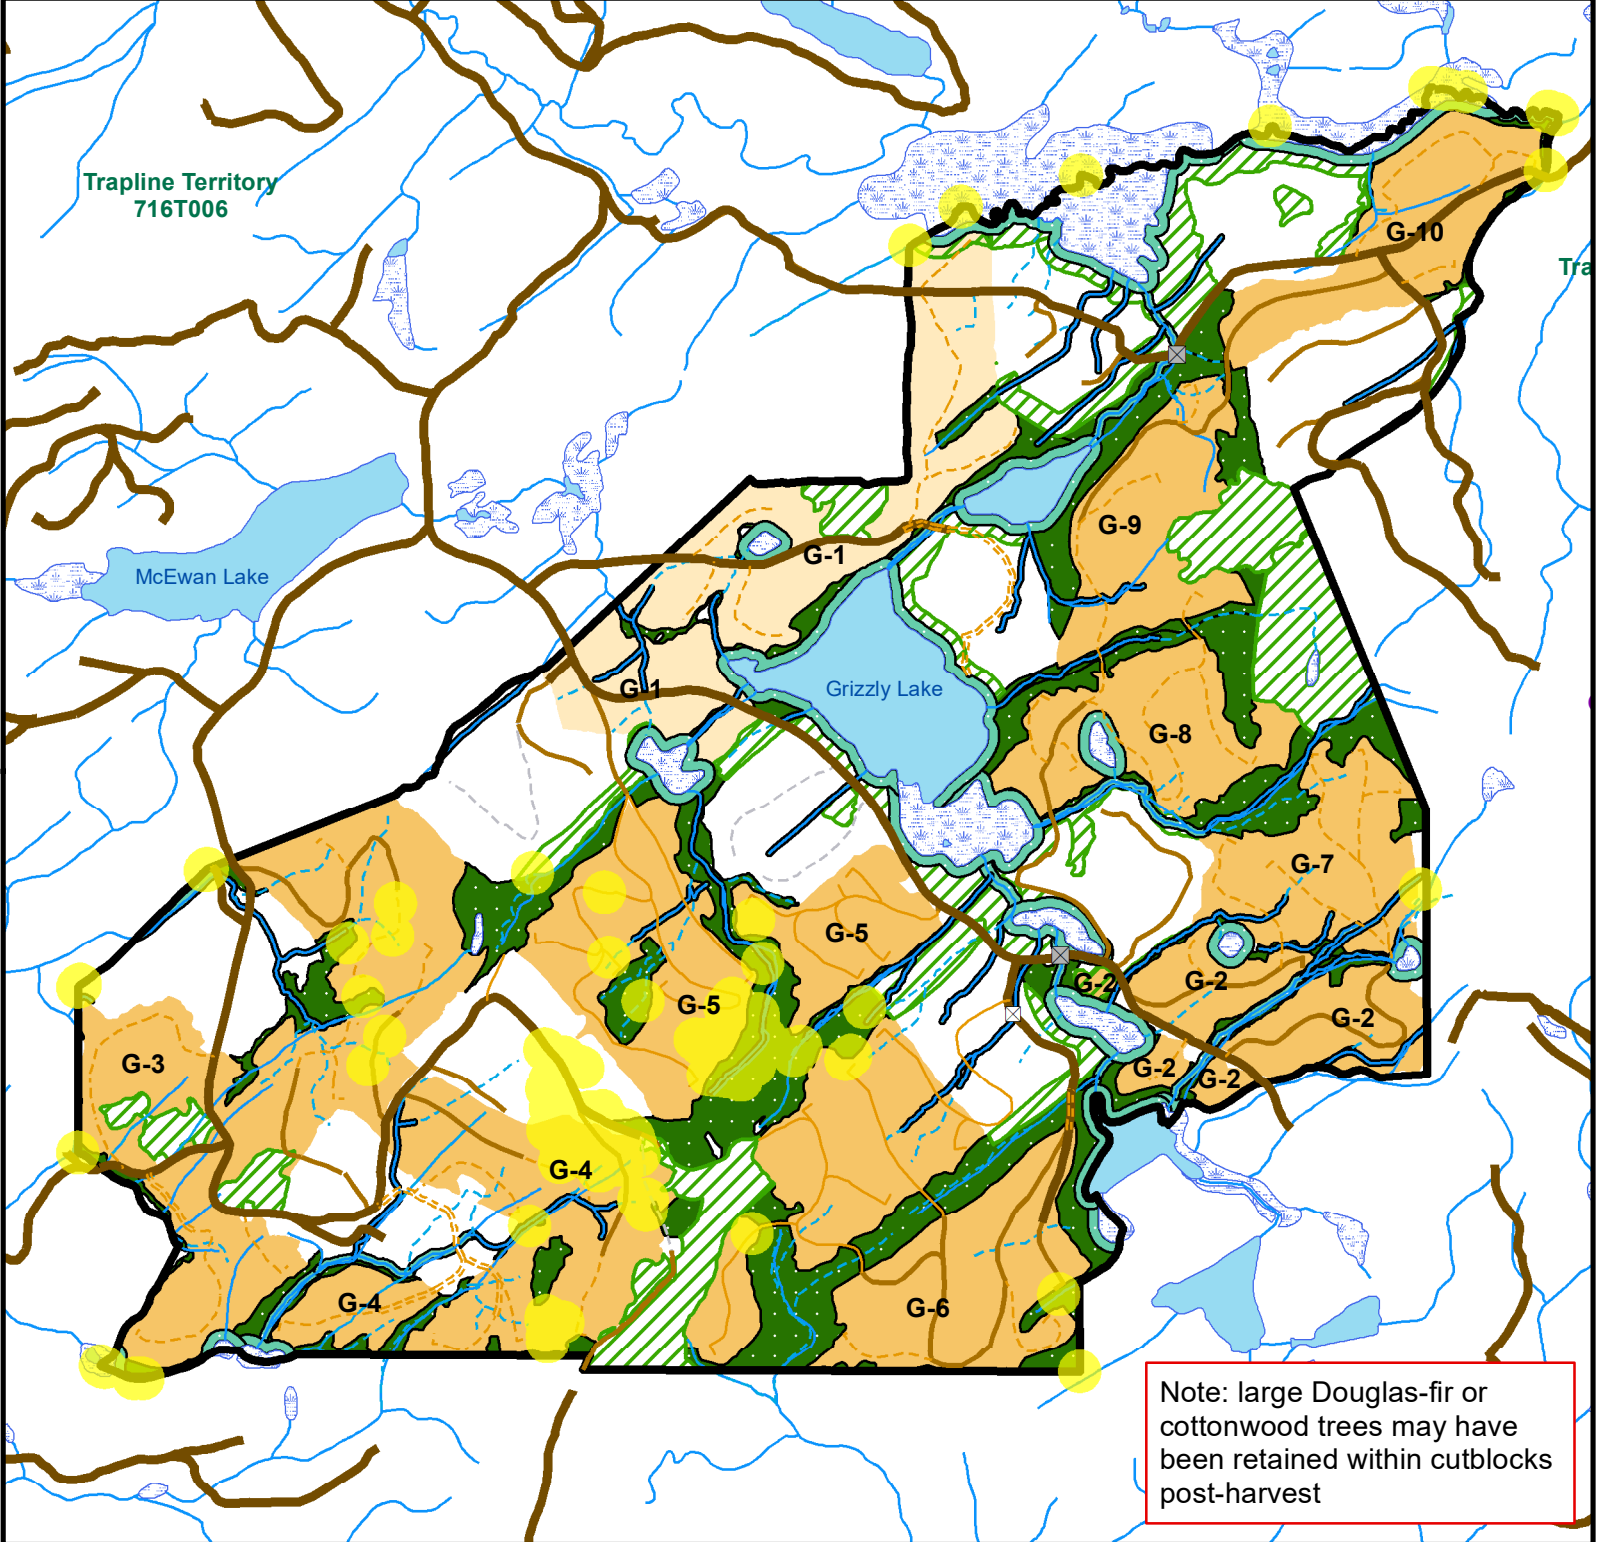 Trapline Territory
716T006
G-10
Tra
G-9
G-1
McEwan Lake
G-1
Grizzly Lake
G-8
G-7
G-5
G-2
G-2
G-5
G-2
G-3
G-2
G-2
G-4
G-4
G-6
Note: large Douglas-fir or
cottonwood trees may have
been retained within cutblocks
post-harvest